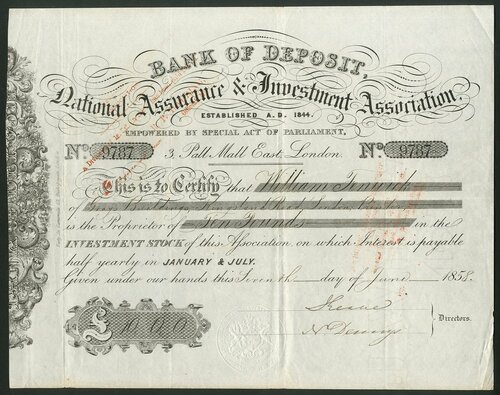 BANK OF DEPOSIT,
National Assurance & Investment Association.
ESTABLISHED A.D. 1844.
EMPOWERED BY SPECIAL ACT OF PARLIAMENT.
No. 9787. 3, Pall Mall East, London. No. 9787.
This is to Certify that William
of
is the Proprietor of Ten Pounds in the
INVESTMENT STOCK of this Association, on which Interest is payable
half yearly in JANUARY & JULY.
Given under our hands this Seventh day of June 1858.
£ 10,0,0
Directors.